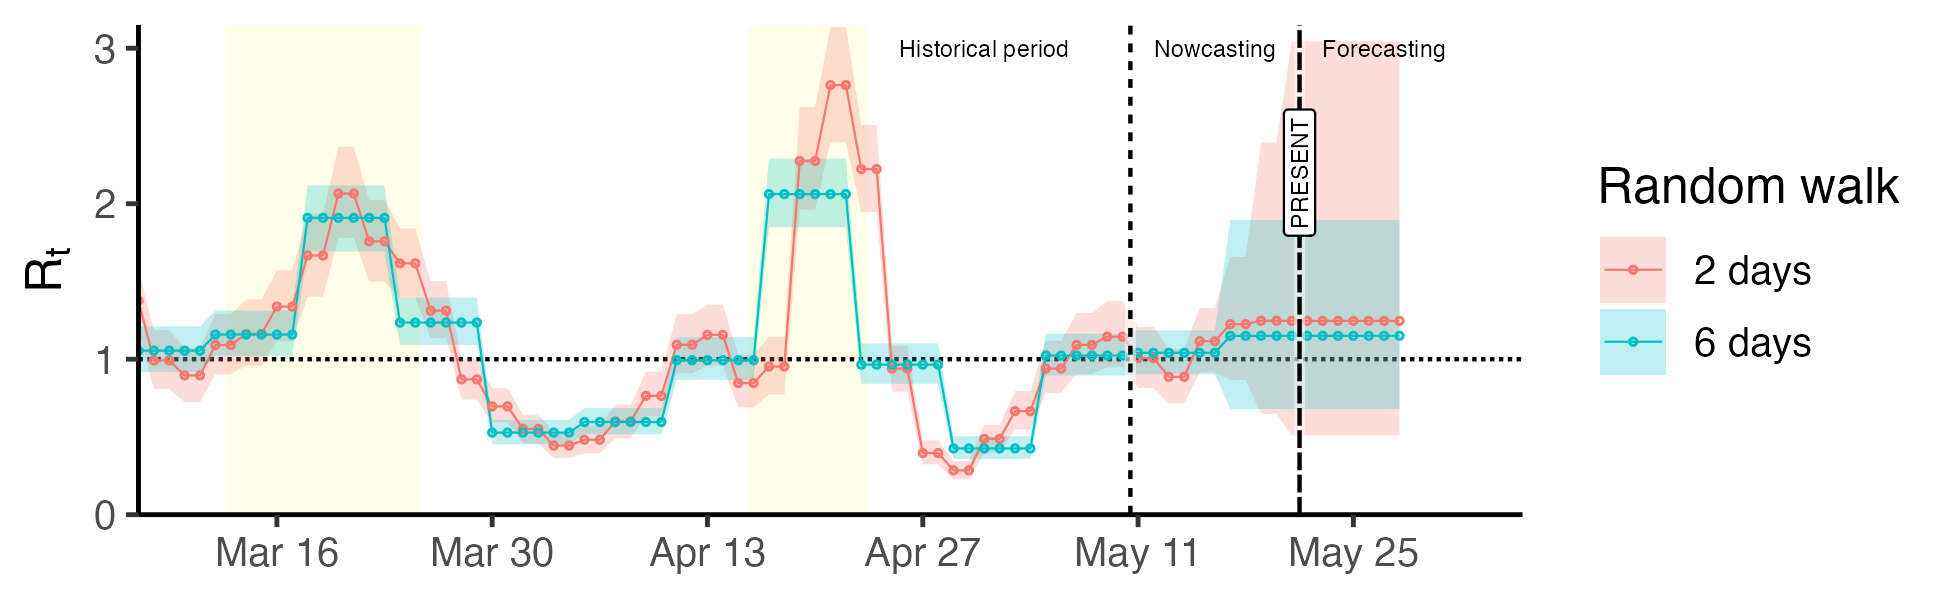 Historical period
Nowcasting
Forecasting
PRESENT
Rt
3
2
1
0
Mar 16
Mar 30
Apr 13
Apr 27
May 11
May 25
Random walk
2 days
6 days